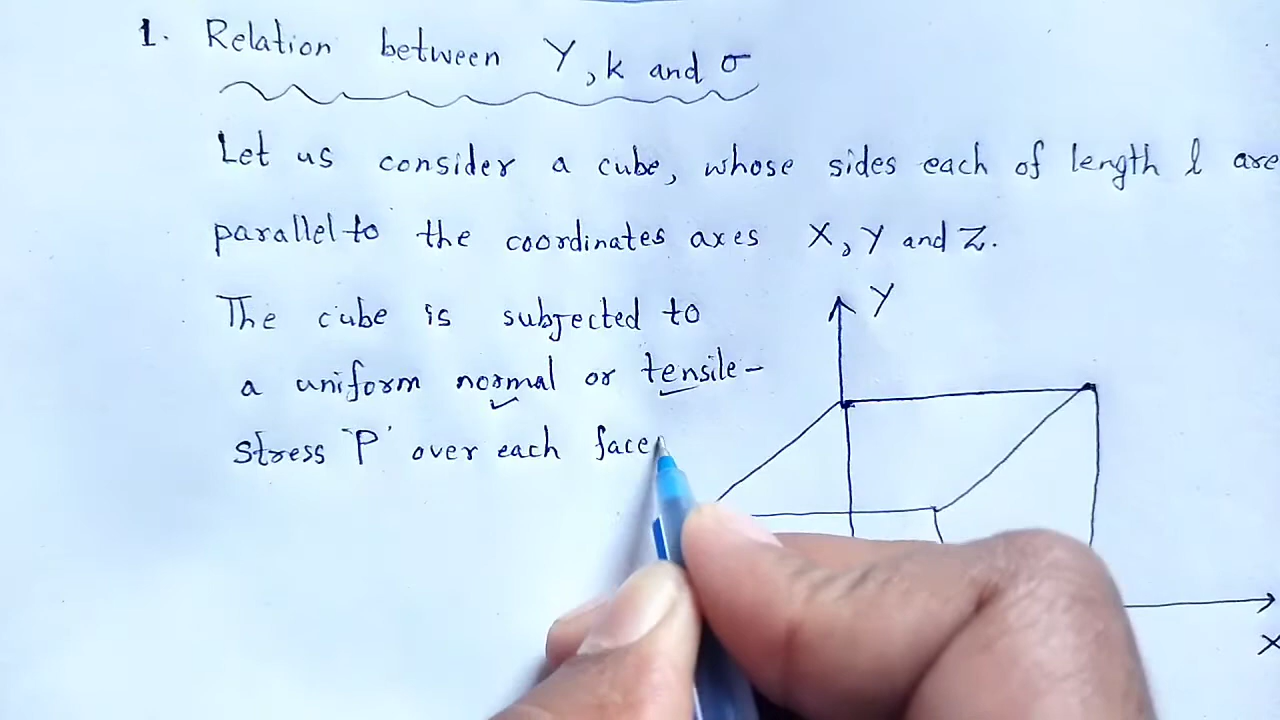 1. Relation between Y, k and σ
Let us consider a cube, whose sides each of length l are
parallel to the coordinates axes X, Y and Z.
The cube is subjected to
a uniform normal or tensile-
stress 'P' over each face
Y
X